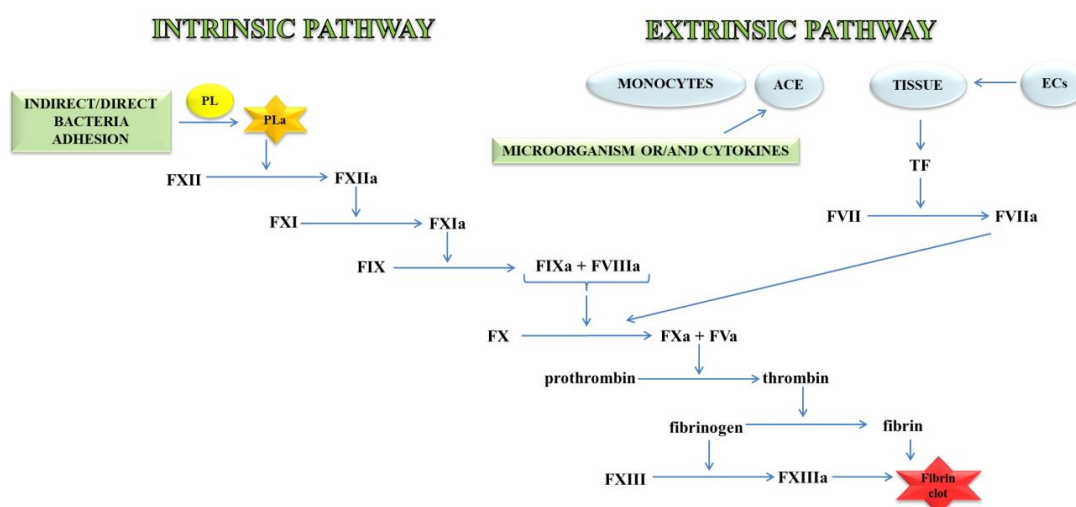 INTRINSIC PATHWAY
EXTRINSIC PATHWAY
MONOCYTES
ACE
TISSUE
ECs
PL
INDIRECT/DIRECT
BACTERIA
ADHESION
PLa
MICROORGANISM OR/AND CYTOKINES
TF
FXII
FXIIa
FVII
FVIIa
FXI
FXIa
FIX
FIXa + FVIIIa
FX
FXa + FVa
prothrombin
thrombin
fibrinogen
fibrin
FXIII
FXIIIa
Fibrin
clot